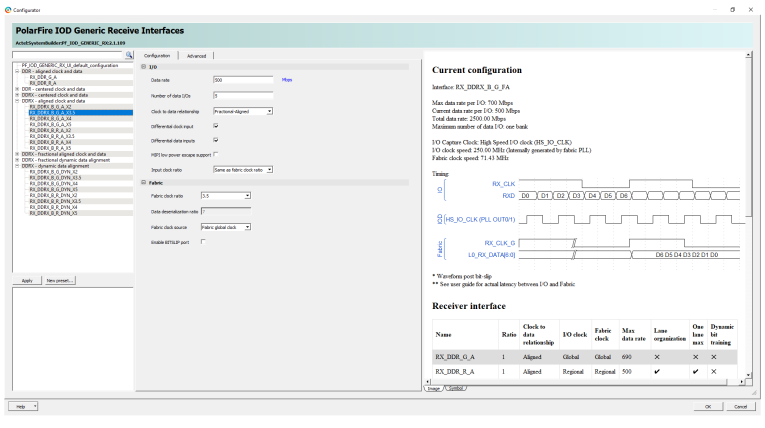 Configurator
PolarFire IOD Generic Receive Interfaces
Actel:SystemBuilder:PF_IOD_GENERIC_RX:2.1.109
PF_IOD_GENERIC_RX_UI_default_configuration
DDR - aligned clock and data
RX_DDR_G_A
RX_DDR_R_A
DDR - centered clock and data
DDRX - centered clock and data
DDRX - aligned clock and data
RX_DDRX_B_G_A_X2
RX_DDRX_B_G_A_X3.5
RX_DDRX_B_G_A_X4
RX_DDRX_B_G_A_X5
RX_DDRX_B_R_A_X2
RX_DDRX_B_R_A_X3.5
RX_DDRX_B_R_A_X4
RX_DDRX_B_R_A_X5
DDRX - fractional aligned clock and data
DDRX - fractional dynamic data alignment
DDRX - dynamic data alignment
RX_DDRX_B_G_DYN_X2
RX_DDRX_B_G_DYN_X3.5
RX_DDRX_B_G_DYN_X4
RX_DDRX_B_G_DYN_X5
RX_DDRX_B_R_DYN_X2
RX_DDRX_B_R_DYN_X3.5
RX_DDRX_B_R_DYN_X4
RX_DDRX_B_R_DYN_X5
Apply New preset...
Configuration Advanced
I/O
Data rate 500 Mbps
Number of data I/Os 5
Clock to data relationship Fractional-Aligned
Differential clock input
Differential data inputs
MIPI low power escape support
Input clock ratio Same as fabric clock ratio
Fabric
Fabric clock ratio 3.5
Data deserialization ratio 7
Fabric clock source Fabric global clock
Enable BITSLIP port
Current configuration
Interface: RX_DDRX_B_G_FA
Max data rate per I/O: 700 Mbps
Current data rate per I/O: 500 Mbps
Total data rate: 2500.00 Mbps
Maximum number of data I/O: one bank
I/O Capture Clock: High Speed I/O clock (HS_IO_CLK)
I/O clock speed: 250.00 MHz (Internally generated by fabric PLL)
Fabric clock speed: 71.43 MHz
Timing:
IO
RX_CLK
RXD D0 D1 D2 D3 D4 D5 D6
IOD
HS_IO_CLK (PLL OUT0/1)
Fabric
RX_CLK_G
L0_RX_DATA[6:0] D6 D5 D4 D3 D2 D1 D0
* Waveform post bit-slip
** See user guide for actual latency between I/O and Fabric
Receiver interface
Name Ratio Clock to data relationship I/O clock Fabric clock Max data rate Lane organization One lane max Dynamic bit training
RX_DDR_G_A 1 Aligned Global Global 690 ✕ ✕ ✕
RX_DDR_R_A 1 Aligned Regional Regional 500 ✔ ✔ ✕
Image Symbol
Help OK Cancel